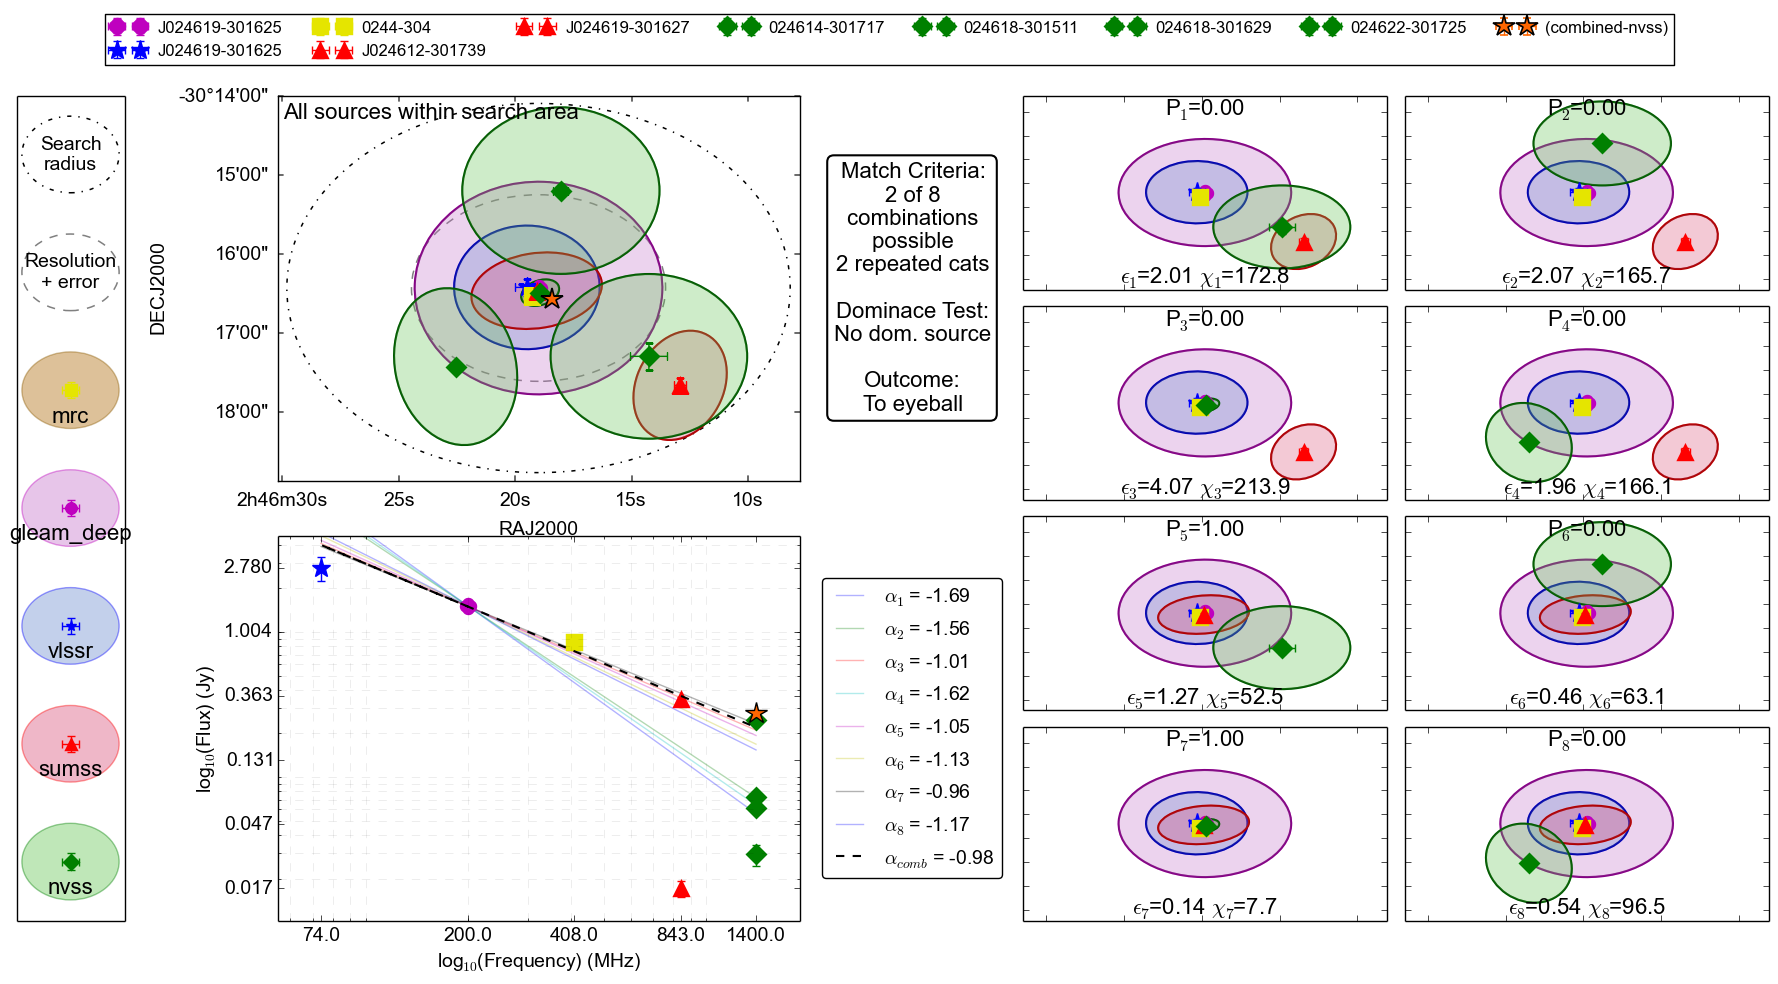 J024619-301625 0244-304 J024619-301627 024614-301717 024618-301511 024618-301629 024622-301725 (combined-nvss)
J024619-301625 J024612-301739
Search
radius
Resolution
+ error
mrc
gleam_deep
vlssr
sumss
nvss
All sources within search area
DECJ2000
-30°14'00"
15'00"
16'00"
17'00"
18'00"
2h46m30s 25s 20s 15s 10s
RAJ2000
log10(Flux) (Jy)
2.780
1.004
0.363
0.131
0.047
0.017
74.0 200.0 408.0 843.0 1400.0
log10(Frequency) (MHz)
Match Criteria:
2 of 8
combinations
possible
2 repeated cats
Dominace Test:
No dom. source
Outcome:
To eyeball
α1 = -1.69
α2 = -1.56
α3 = -1.01
α4 = -1.62
α5 = -1.05
α6 = -1.13
α7 = -0.96
α8 = -1.17
αcomb = -0.98
P1=0.00
ϵ1=2.01 χ1=172.8
P2=0.00
ϵ2=2.07 χ2=165.7
P3=0.00
ϵ3=4.07 χ3=213.9
P4=0.00
ϵ4=1.96 χ4=166.1
P5=1.00
ϵ5=1.27 χ5=52.5
P6=0.00
ϵ6=0.46 χ6=63.1
P7=1.00
ϵ7=0.14 χ7=7.7
P8=0.00
ϵ8=0.54 χ8=96.5